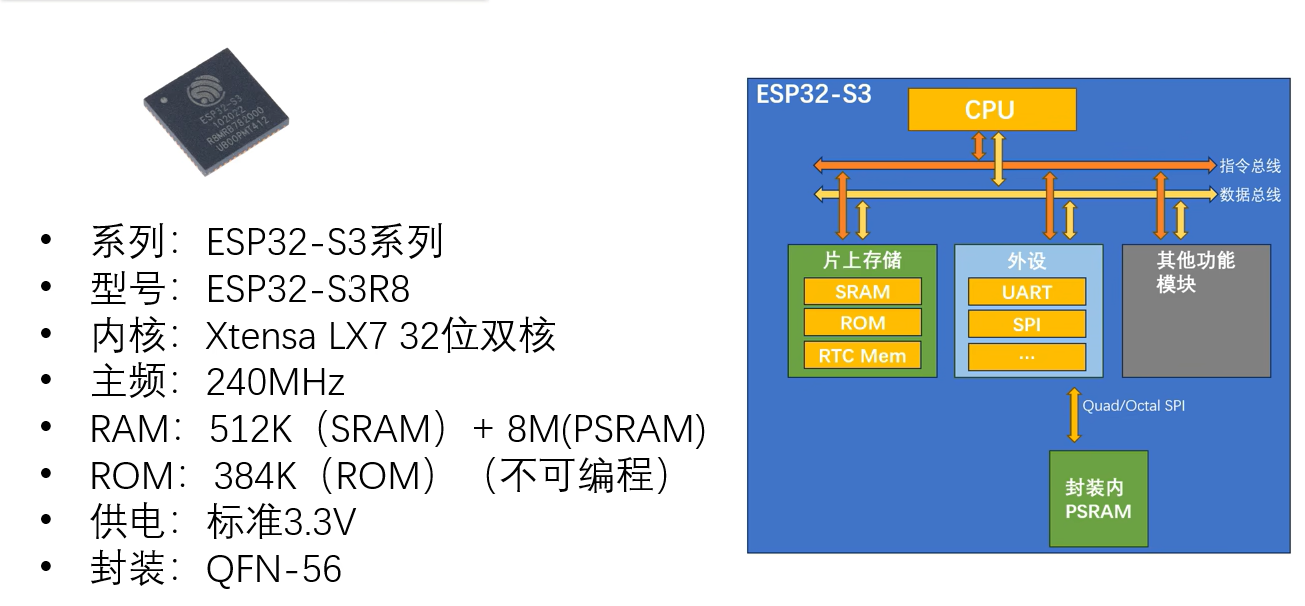 ESP32-S3
102022
R8MR8782000
UB00PMT412
• 系列：ESP32-S3系列
• 型号：ESP32-S3R8
• 内核：Xtensa LX7 32位双核
• 主频：240MHz
• RAM：512K（SRAM）+ 8M(PSRAM)
• ROM：384K（ROM）（不可编程）
• 供电：标准3.3V
• 封装：QFN-56
ESP32-S3
CPU
指令总线
数据总线
片上存储
SRAM
ROM
RTC Mem
外设
UART
SPI
...
其他功能
模块
Quad/Octal SPI
封装内
PSRAM